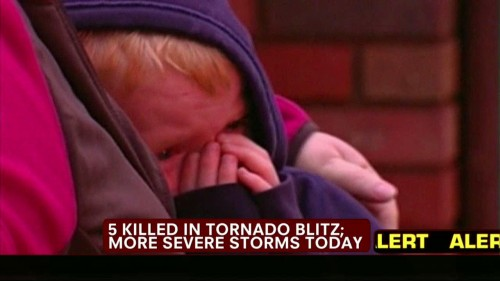 5 KILLED IN TORNADO BLITZ;
MORE SEVERE STORMS TODAY
LERT ALER